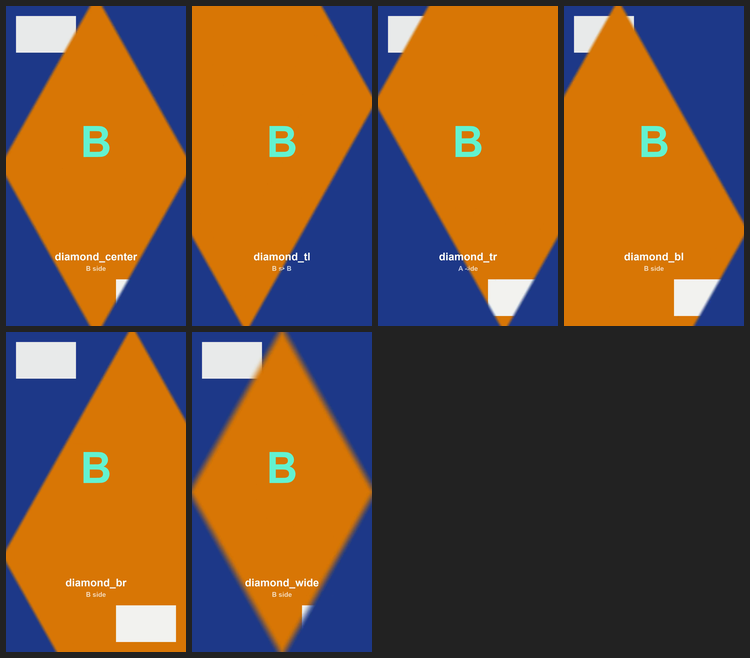 B
diamond_center
B side
B
diamond_tl
B
B
diamond_tr
B
diamond_bl
B side
B
diamond_br
B side
B
diamond_wide
B side